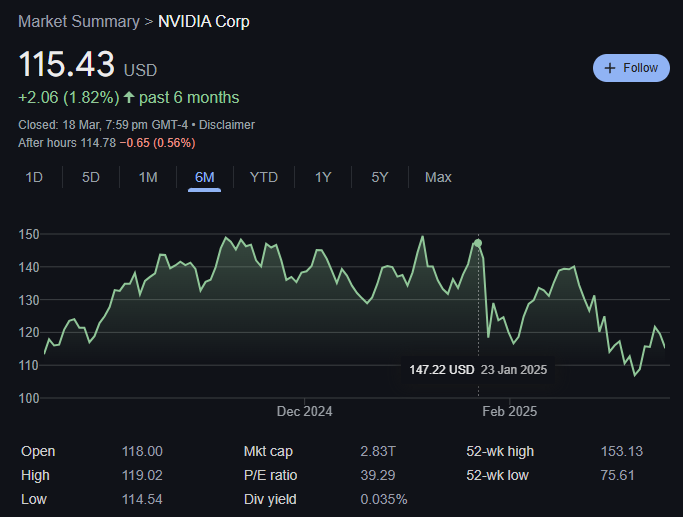 Market Summary > NVIDIA Corp
115.43 USD
+ Follow
+2.06 (1.82%) ↑ past 6 months
Closed: 18 Mar, 7:59 pm GMT-4 • Disclaimer
After hours 114.78 −0.65 (0.56%)
1D 5D 1M 6M YTD 1Y 5Y Max
150
140
130
120
110
100
147.22 USD 23 Jan 2025
Dec 2024 Feb 2025
Open 118.00 Mkt cap 2.83T 52-wk high 153.13
High 119.02 P/E ratio 39.29 52-wk low 75.61
Low 114.54 Div yield 0.035%